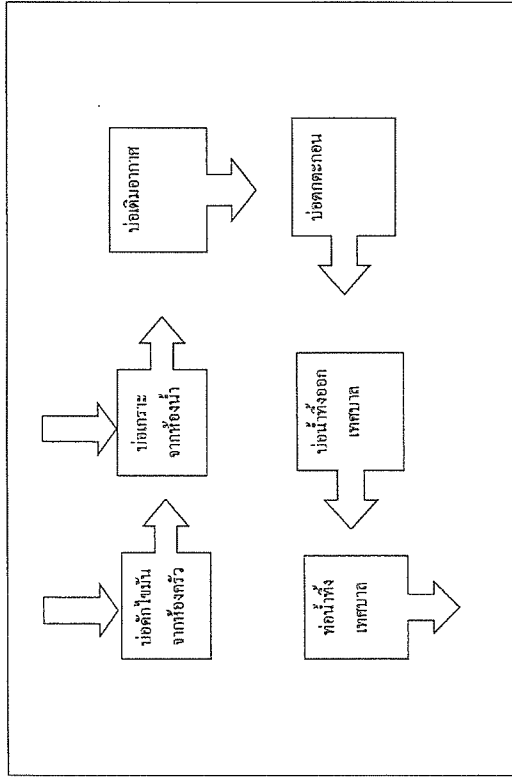 บ่อดักไขมัน
จากห้องครัว
บ่อเกรอะ
จากห้องน้ำ
บ่อเติมอากาศ
บ่อตกตะกอน
บ่อน้ำทิ้งออก
เทศบาล
ท่อน้ำทิ้ง
เทศบาล